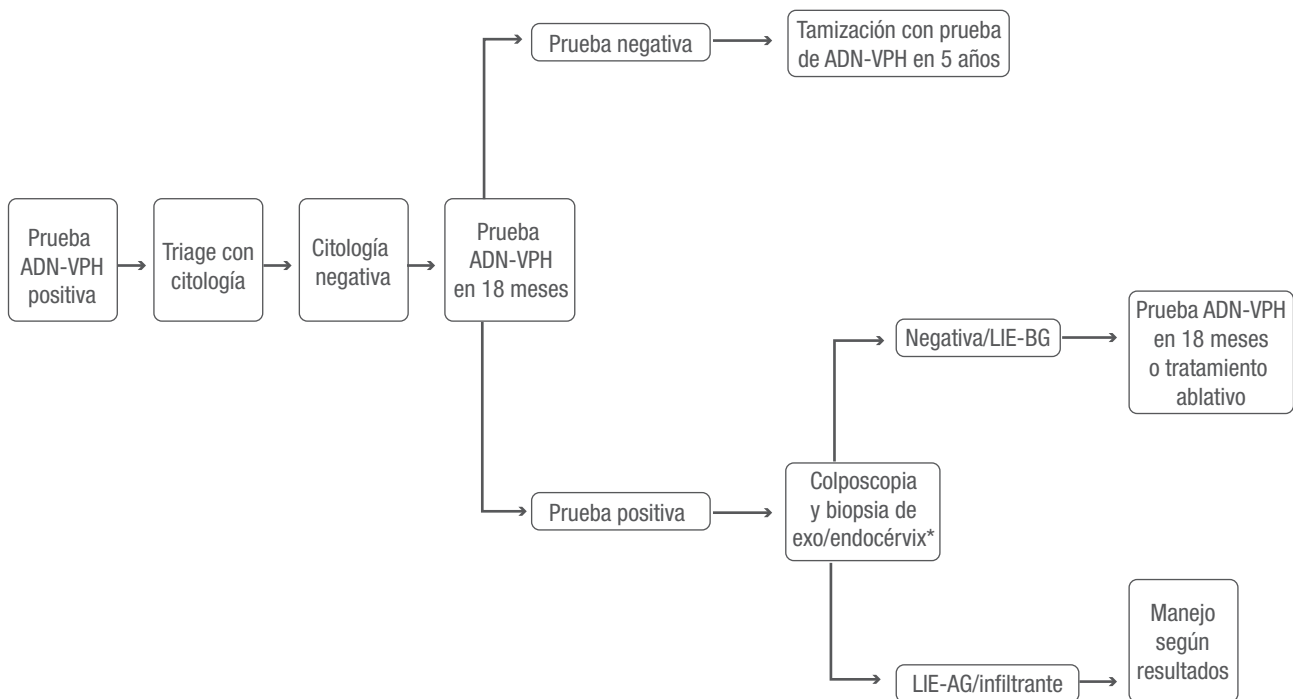 Prueba
ADN-VPH
positiva
Triage con
citología
Citología
negativa
Prueba
ADN-VPH
en 18 meses
Prueba negativa
Tamización con prueba
de ADN-VPH en 5 años
Prueba positiva
Colposcopia
y biopsia de
exo/endocérvix*
Negativa/LIE-BG
Prueba ADN-VPH
en 18 meses
o tratamiento
ablativo
LIE-AG/infiltrante
Manejo
según
resultados